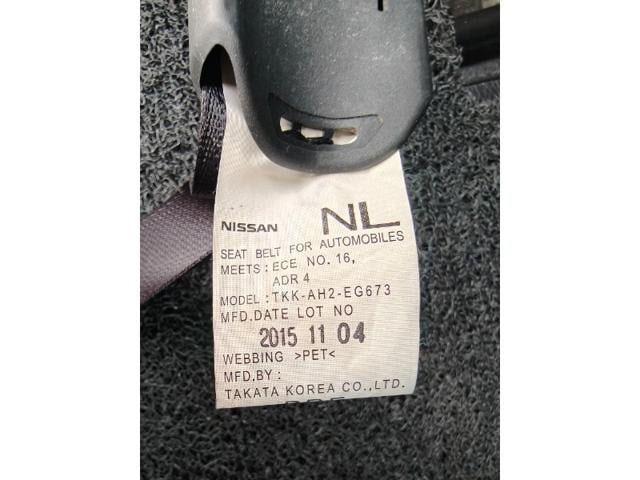 NISSAN NL
SEAT BELT FOR AUTOMOBILES
MEETS: ECE NO. 16,
ADR 4
MODEL: TKK-AH2-EG673
MFD.DATE LOT NO
2015 11 04
WEBBING >PET<
MFD.BY :
TAKATA KOREA CO.,LTD.